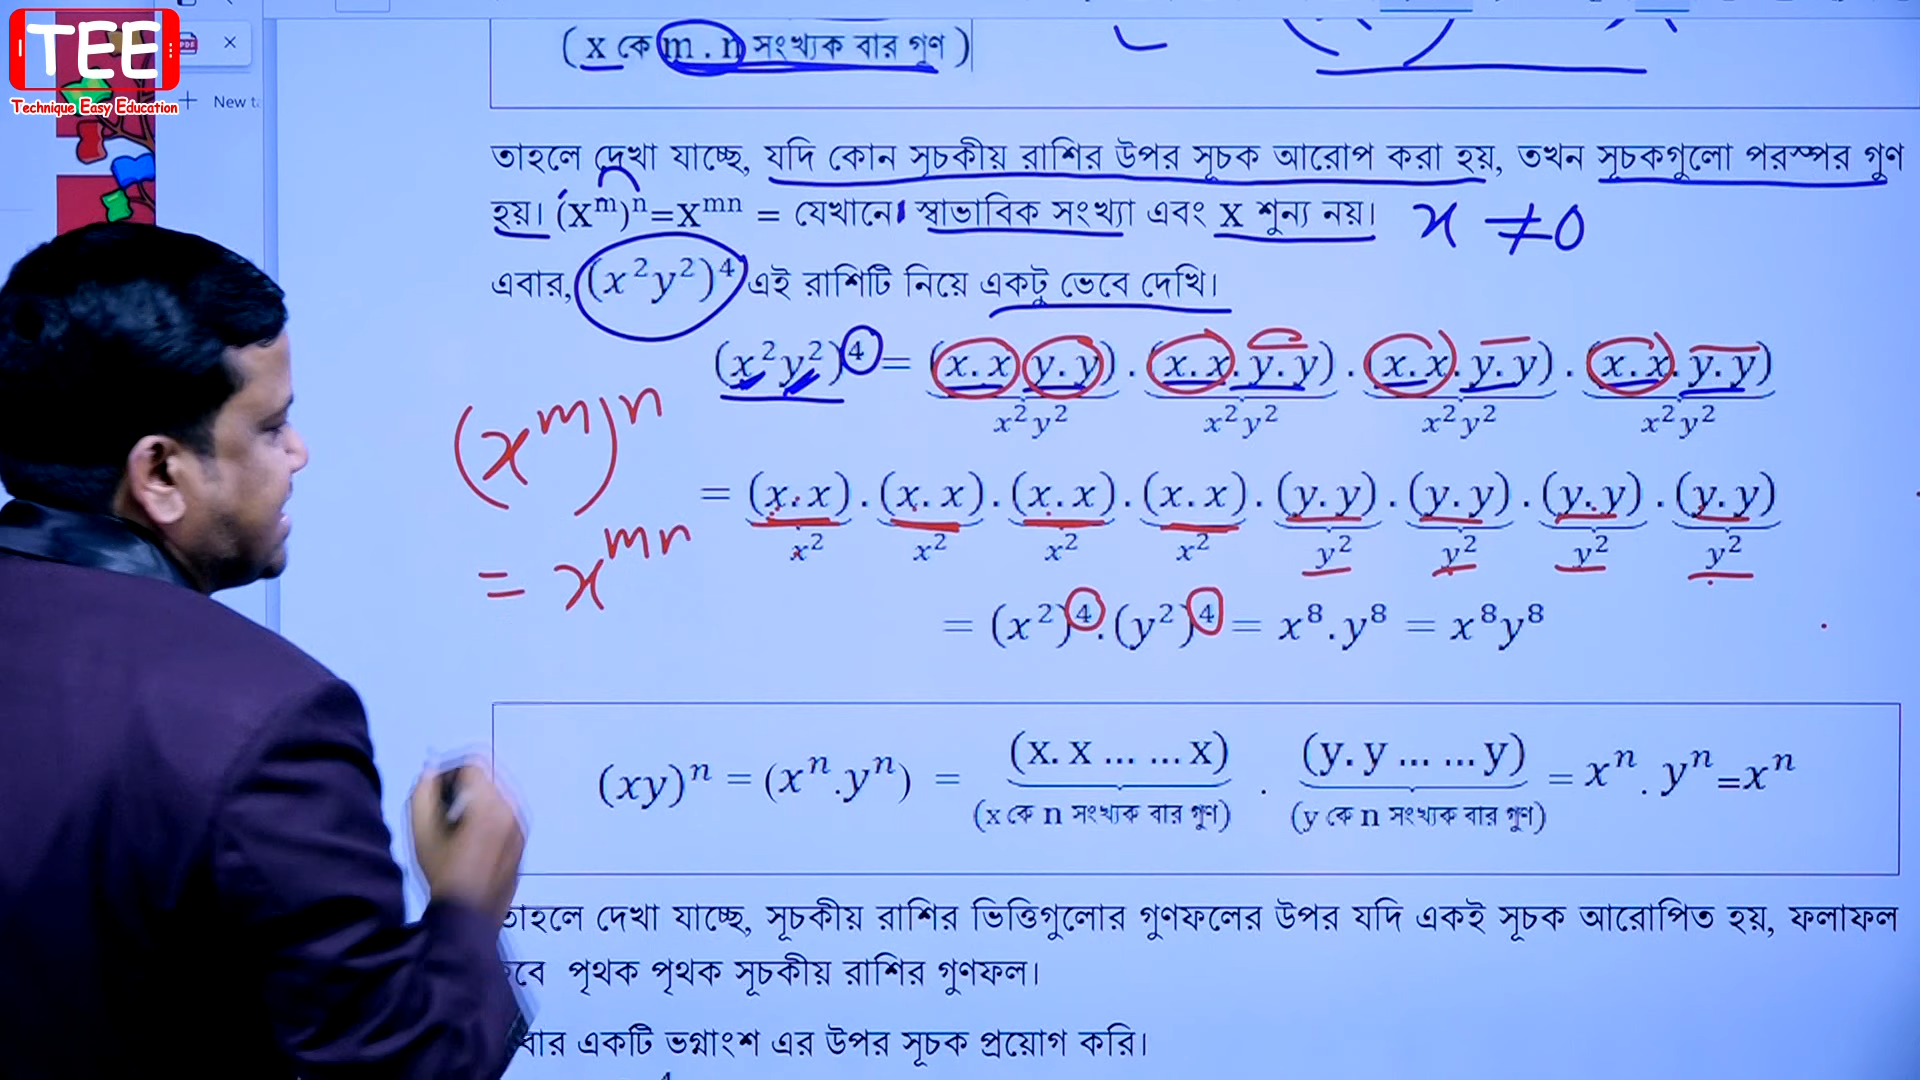 TEE
Technique Easy Education
New t
( x কে m . n সংখ্যক বার গুণ )
তাহলে দেখা যাচ্ছে, যদি কোন সূচকীয় রাশির উপর সূচক আরোপ করা হয়, তখন সূচকগুলো পরস্পর গুণ
হয়। (xᵐ)ⁿ=xᵐⁿ = যেখানে স্বাভাবিক সংখ্যা এবং x শুন্য নয়। x ≠0
এবার, (x²y²)⁴ এই রাশিটি নিয়ে একটু ভেবে দেখি।
(x²y²)⁴ = (x.x y.y) . (x.x.y.y) . (x.x.y.y) . (x.x.y.y)
x²y² x²y² x²y² x²y²
(xᵐ)ⁿ
= (x.x) . (x.x) . (x.x) . (x.x) . (y.y) . (y.y) . (y.y) . (y.y)
x² x² x² x² y² y² y² y²
= xᵐⁿ
= (x²)⁴.(y²)⁴ = x⁸.y⁸ = x⁸y⁸
(xy)ⁿ = (xⁿ.yⁿ) = (x. x ... ... x) . (y. y ... ... y) = xⁿ . yⁿ=xⁿ
(x কে n সংখ্যক বার গুণ) (y কে n সংখ্যক বার গুণ)
তাহলে দেখা যাচ্ছে, সূচকীয় রাশির ভিত্তিগুলোর গুণফলের উপর যদি একই সূচক আরোপিত হয়, ফলাফল
পৃথক পৃথক সূচকীয় রাশির গুণফল।
একটি ভগ্নাংশ এর উপর সূচক প্রয়োগ করি।